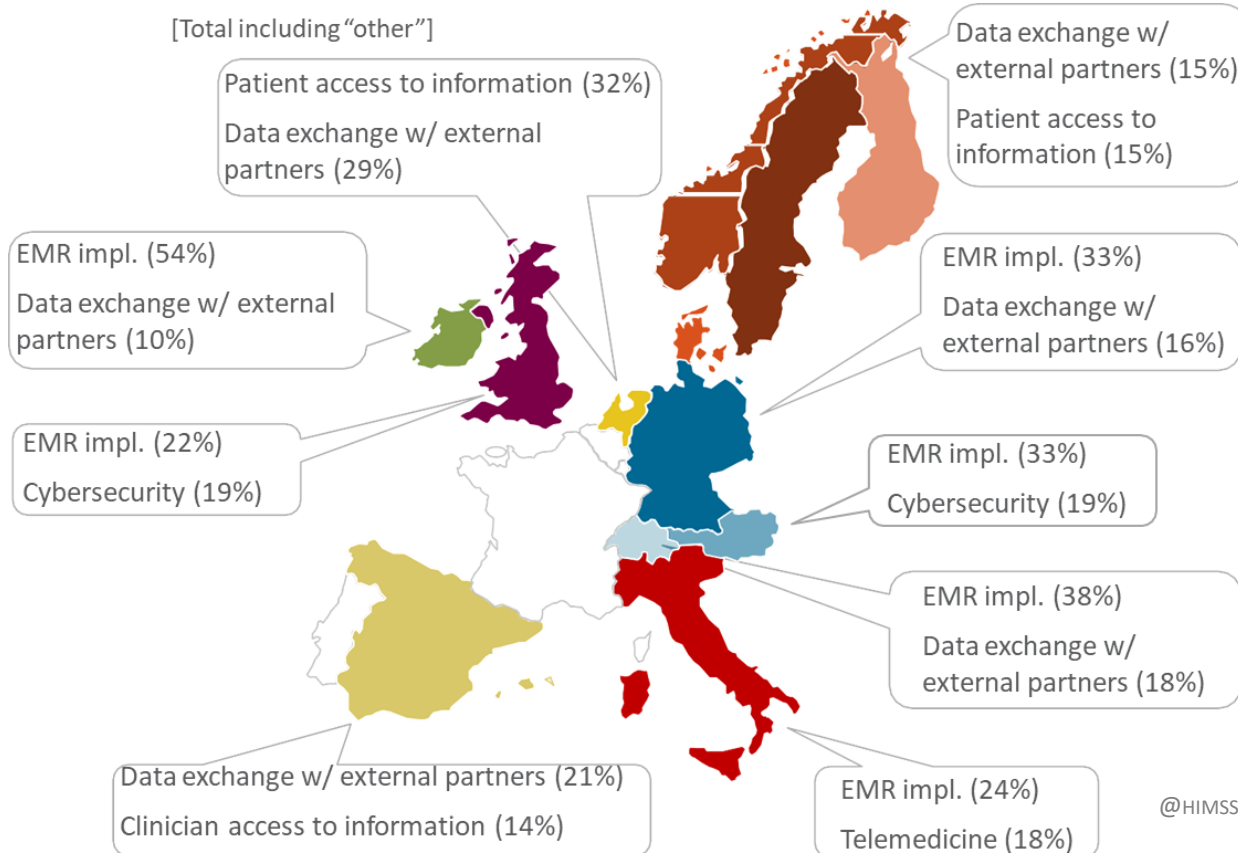 [Total including “other”]
Patient access to information (32%)
Data exchange w/ external
partners (29%)
Data exchange w/
external partners (15%)
Patient access to
information (15%)
EMR impl. (54%)
Data exchange w/ external
partners (10%)
EMR impl. (33%)
Data exchange w/
external partners (16%)
EMR impl. (22%)
Cybersecurity (19%)
EMR impl. (33%)
Cybersecurity (19%)
EMR impl. (38%)
Data exchange w/
external partners (18%)
Data exchange w/ external partners (21%)
Clinician access to information (14%)
EMR impl. (24%)
Telemedicine (18%)
@HIMSS